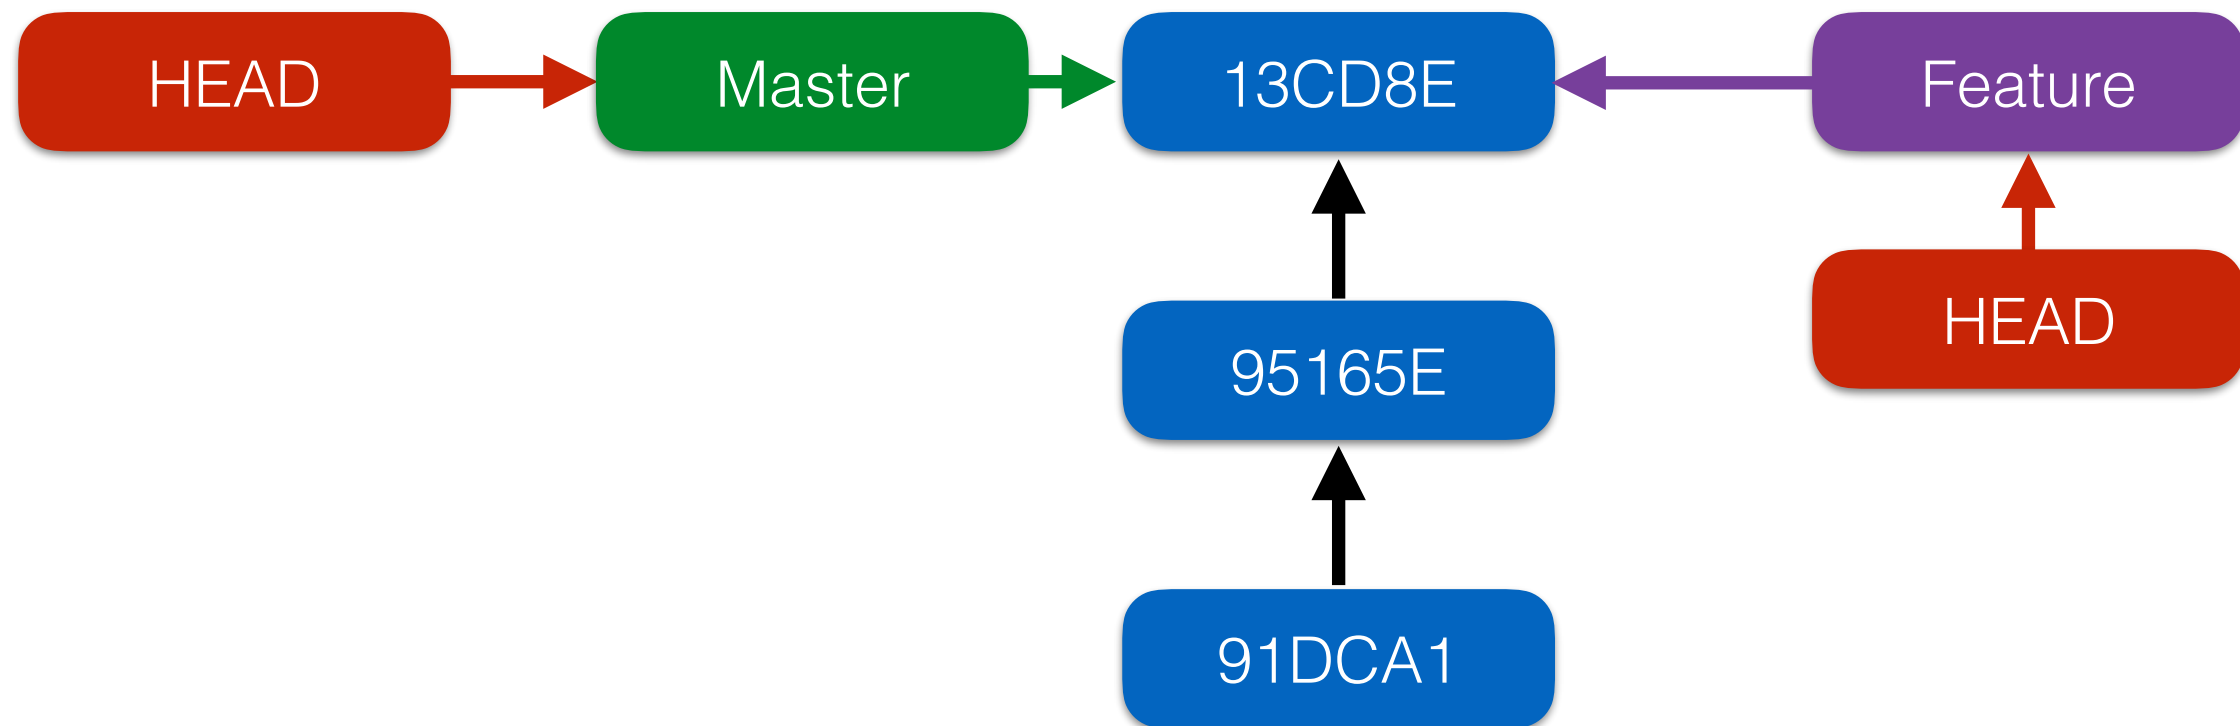 HEAD
Master
13CD8E
Feature
95165E
HEAD
91DCA1